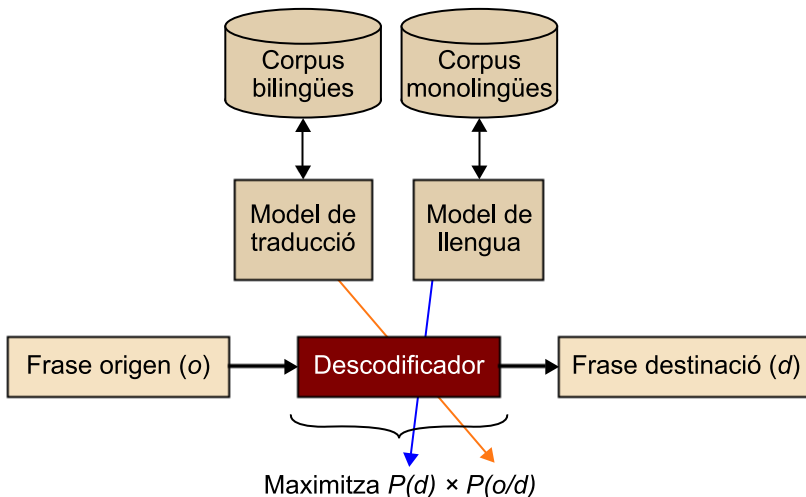 Corpus
bilingües
Corpus
monolingües
Model de
traducció
Model de
llengua
Frase origen (o)
Descodificador
Frase destinació (d)
Maximitza P(d) × P(o/d)